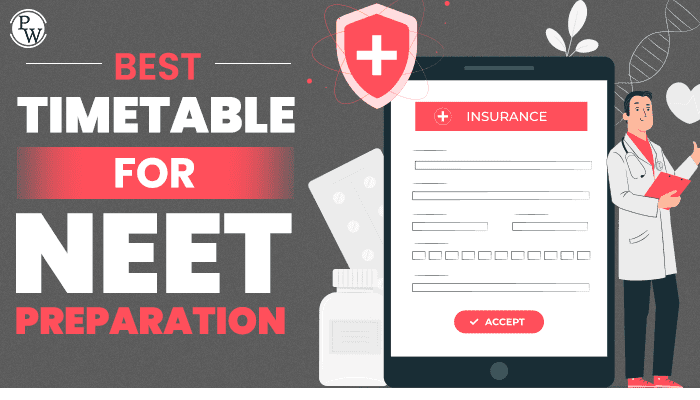 PW
BEST
TIMETABLE
FOR
NEET
PREPARATION
INSURANCE
ACCEPT